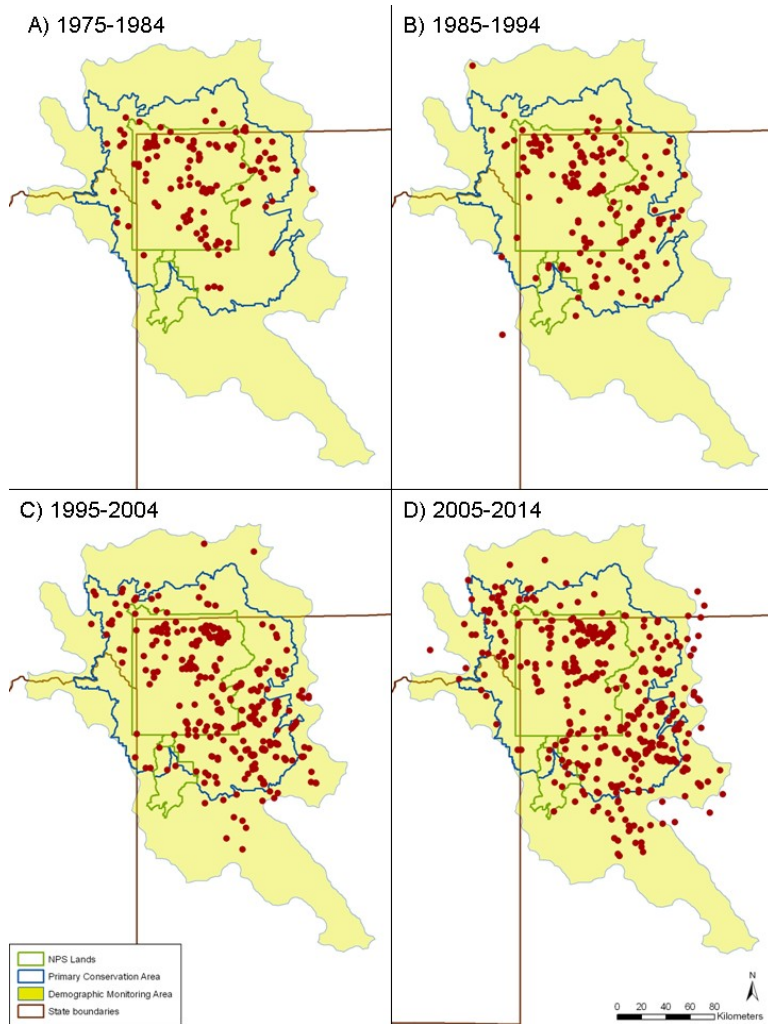 A) 1975-1984
B) 1985-1994
C) 1995-2004
D) 2005-2014
NPS Lands
Primary Conservation Area
Demographic Monitoring Area
State boundaries
N
0 20 40 60 80
Kilometers